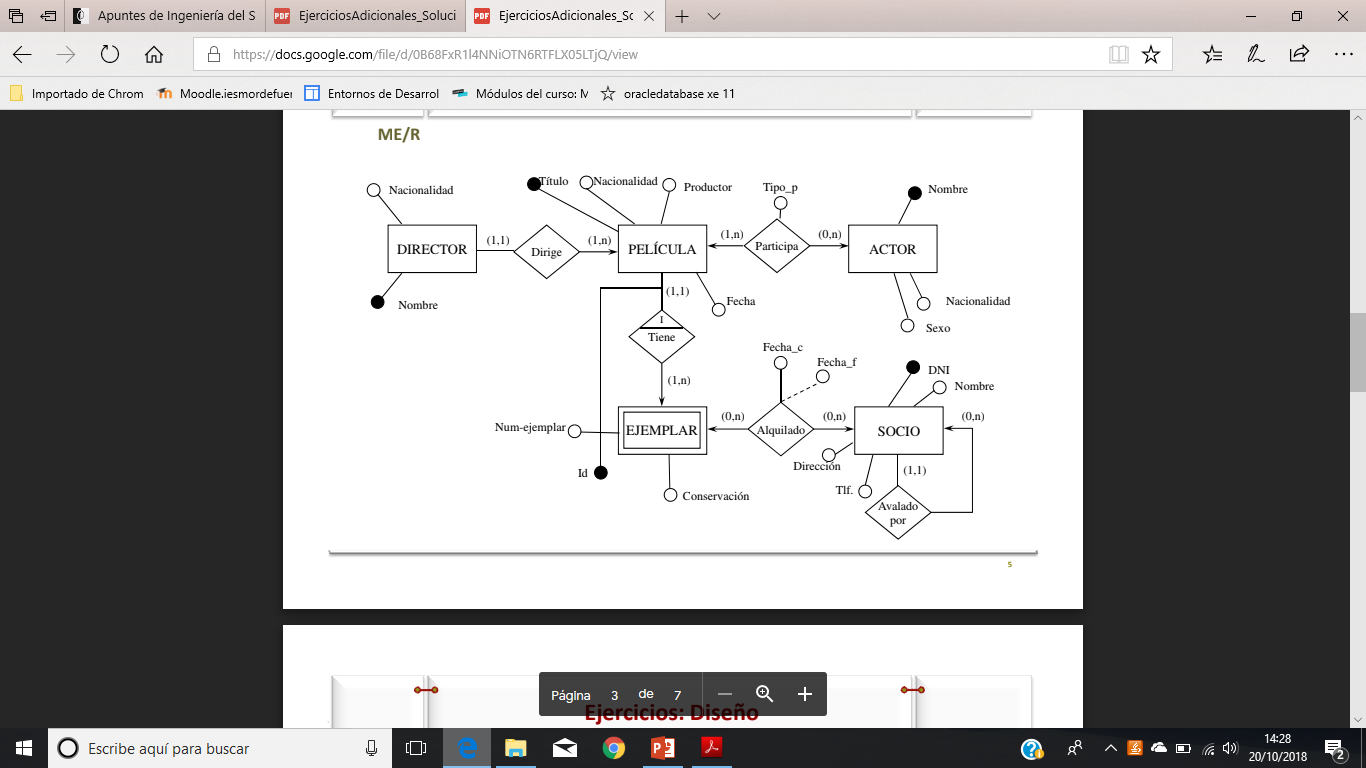 Apuntes de Ingeniería del S
EjerciciosAdicionales_Soluci
EjerciciosAdicionales_So
https://docs.google.com/file/d/0B68FxR1l4NNiOTN6RTFLX05LTjQ/view
Importado de Chrom
Moodle.iesmordefuer
Entornos de Desarrol
Módulos del curso: M
oracledatabase xe 11
ME/R
Nacionalidad
Título
Nacionalidad
Productor
Tipo_p
Nombre
DIRECTOR
(1,1)
Dirige
(1,n)
PELÍCULA
(1,n)
Participa
(0,n)
ACTOR
Nombre
(1,1)
Fecha
Nacionalidad
Sexo
I
Tiene
Fecha_c
Fecha_f
DNI
Nombre
(1,n)
Num-ejemplar
EJEMPLAR
(0,n)
Alquilado
(0,n)
SOCIO
(0,n)
Dirección
Id
Conservación
Tlf.
(1,1)
Avalado
por
5
Página 3 de 7
Ejercicios: Diseño
Escribe aquí para buscar
14:28
20/10/2018
2